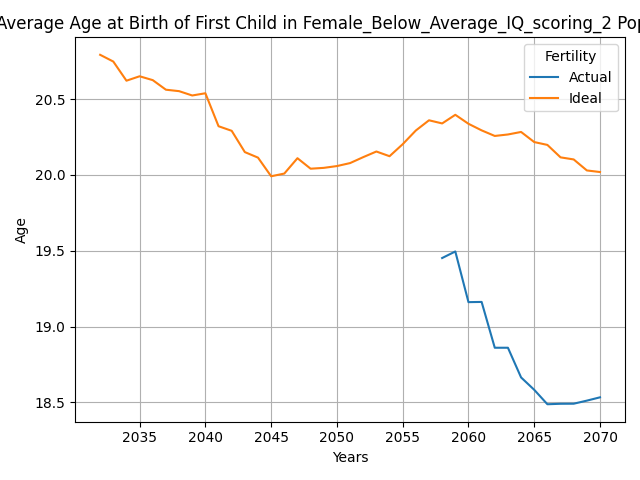 Average Age at Birth of First Child in Female_Below_Average_IQ_scoring_2
Fertility
Actual
Ideal
20.5
20.0
19.5
19.0
18.5
Age
2035 2040 2045 2050 2055 2060 2065 2070
Years